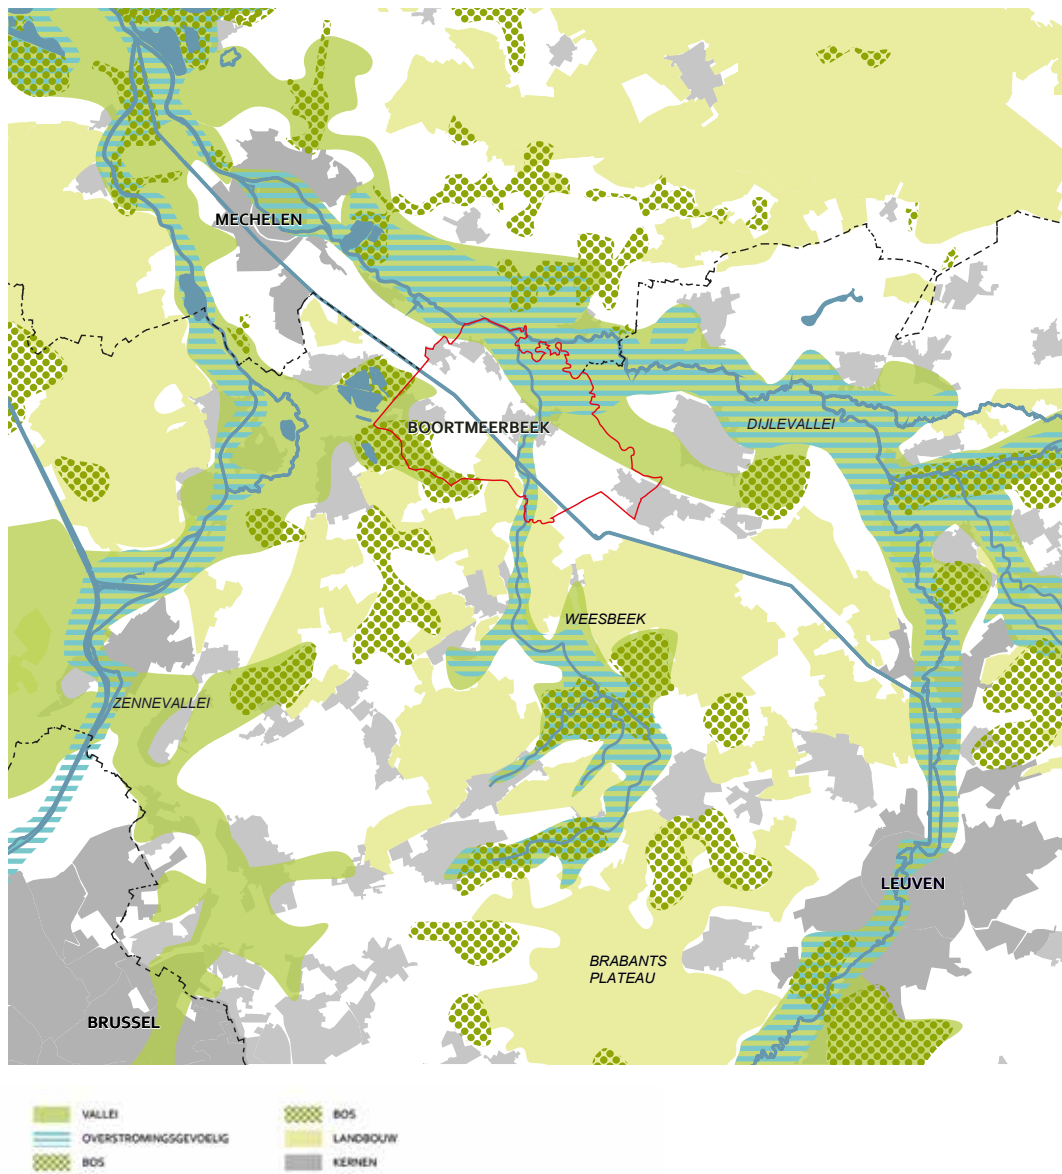 MECHELEN
BOORTMEERBEEK
DIJLEVALLEI
WEESBEEK
ZENNEVALLEI
LEUVEN
BRABANTS
PLATEAU
BRUSSEL
VALLEI
OVERSTROMINGSGEVOELIG
BOS
BOS
LANDBOUW
KERNEN